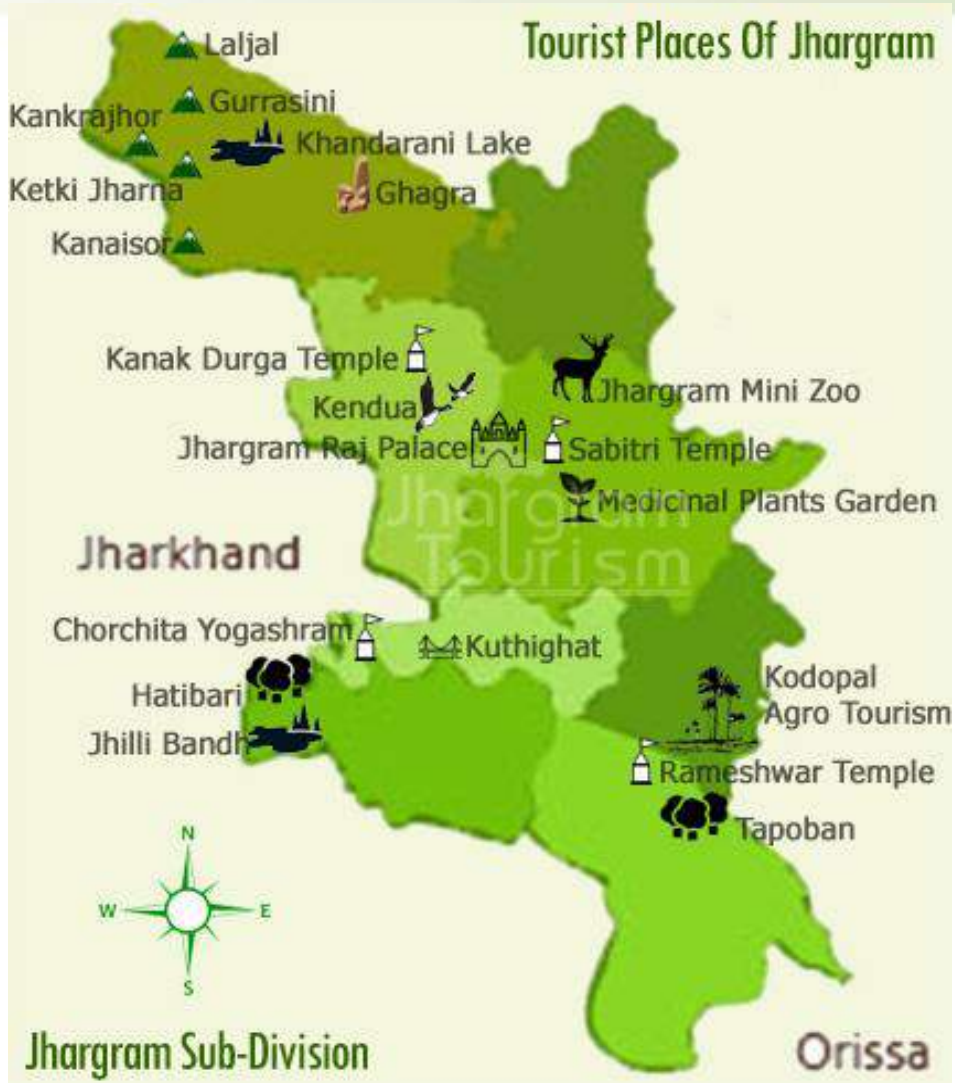 Tourist Places Of Jhargram
Laljal
Gurrasini
Kankrajhor
Khandarani Lake
Ketki Jharna
Ghagra
Kanaisor
Kanak Durga Temple
Jhargram Mini Zoo
Kendua
Jhargram Raj Palace
Sabitri Temple
Medicinal Plants Garden
Jhargram
Tourism
Jharkhand
Chorchita Yogashram
Kuthighat
Hatibari
Kodopal
Agro Tourism
Jhilli Bandh
Rameshwar Temple
Tapoban
N
W
E
S
Jhargram Sub-Division
Orissa